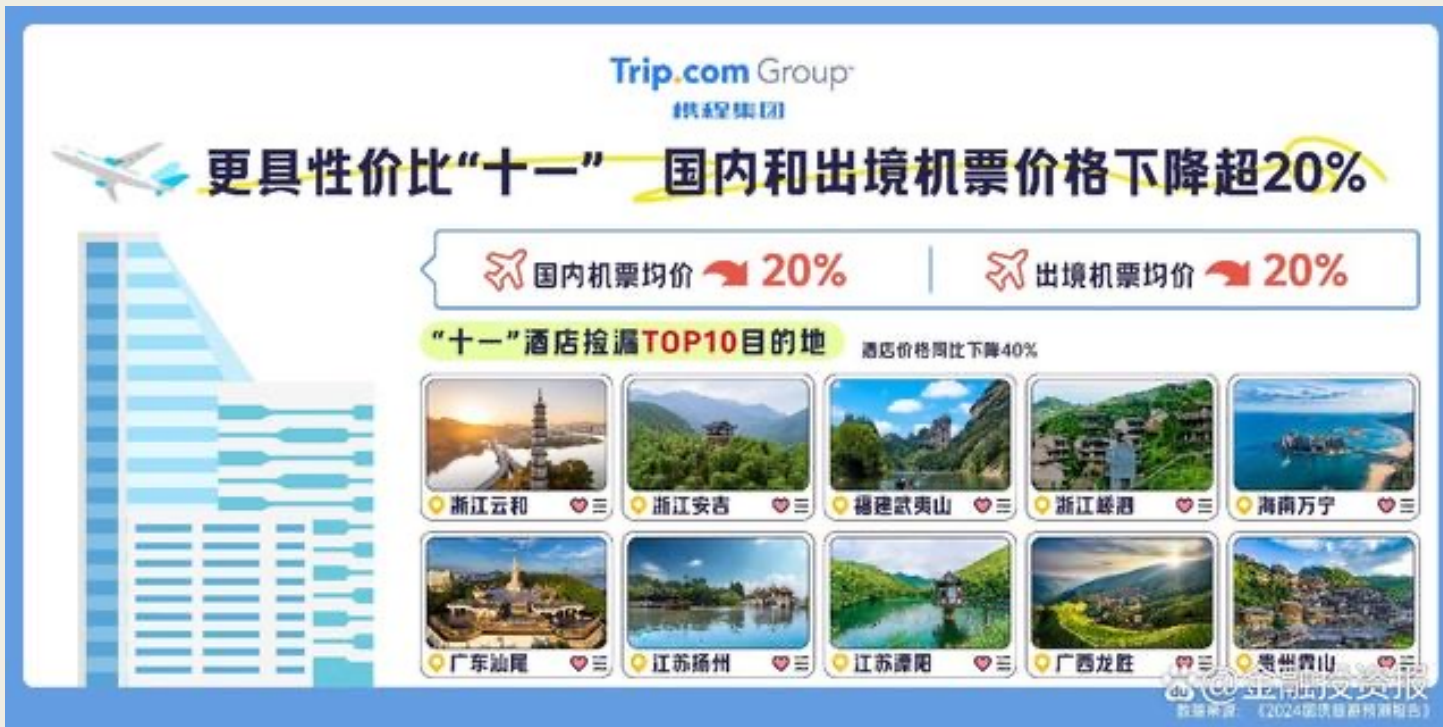 Trip.com Group
携程集团
更具性价比“十一” 国内和出境机票价格下降超20%
国内机票均价 20%
出境机票均价 20%
“十一”酒店捡漏TOP10目的地
酒店价格同比下降40%
浙江云和
浙江安吉
福建武夷山
浙江嵊泗
海南万宁
广东汕尾
江苏扬州
江苏溧阳
广西龙胜
贵州雷山
@金融投资报
数据来源：《2024国庆旅游预测报告》